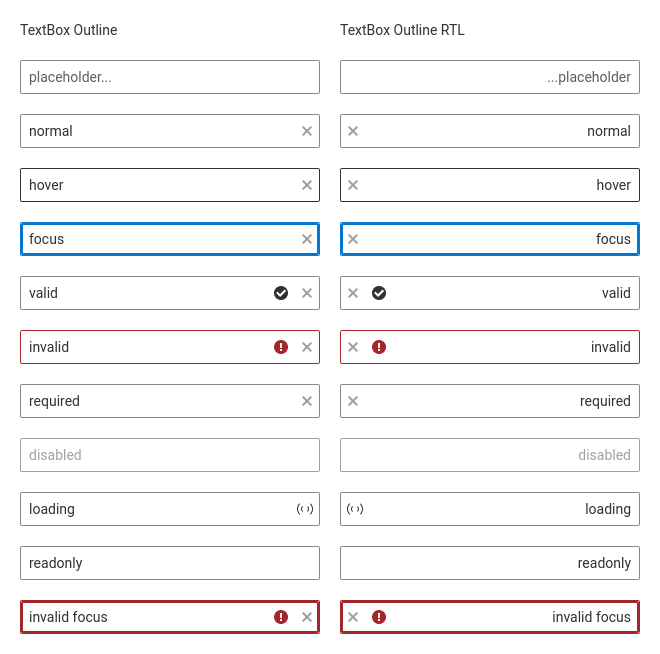 TextBox Outline
placeholder...
normal
hover
focus
valid
invalid
required
disabled
loading
readonly
invalid focus
TextBox Outline RTL
...placeholder
normal
hover
focus
valid
invalid
required
disabled
loading
readonly
invalid focus